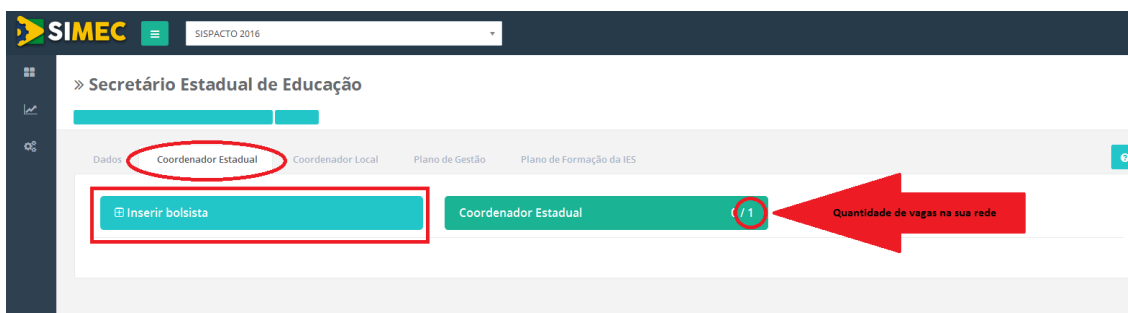 SIMEC
SISPACTO 2016
» Secretário Estadual de Educação
Dados Coordenador Estadual Coordenador Local Plano de Gestão Plano de Formação da IES
Inserir bolsista Coordenador Estadual 0 / 1 Quantidade de vagas na sua rede